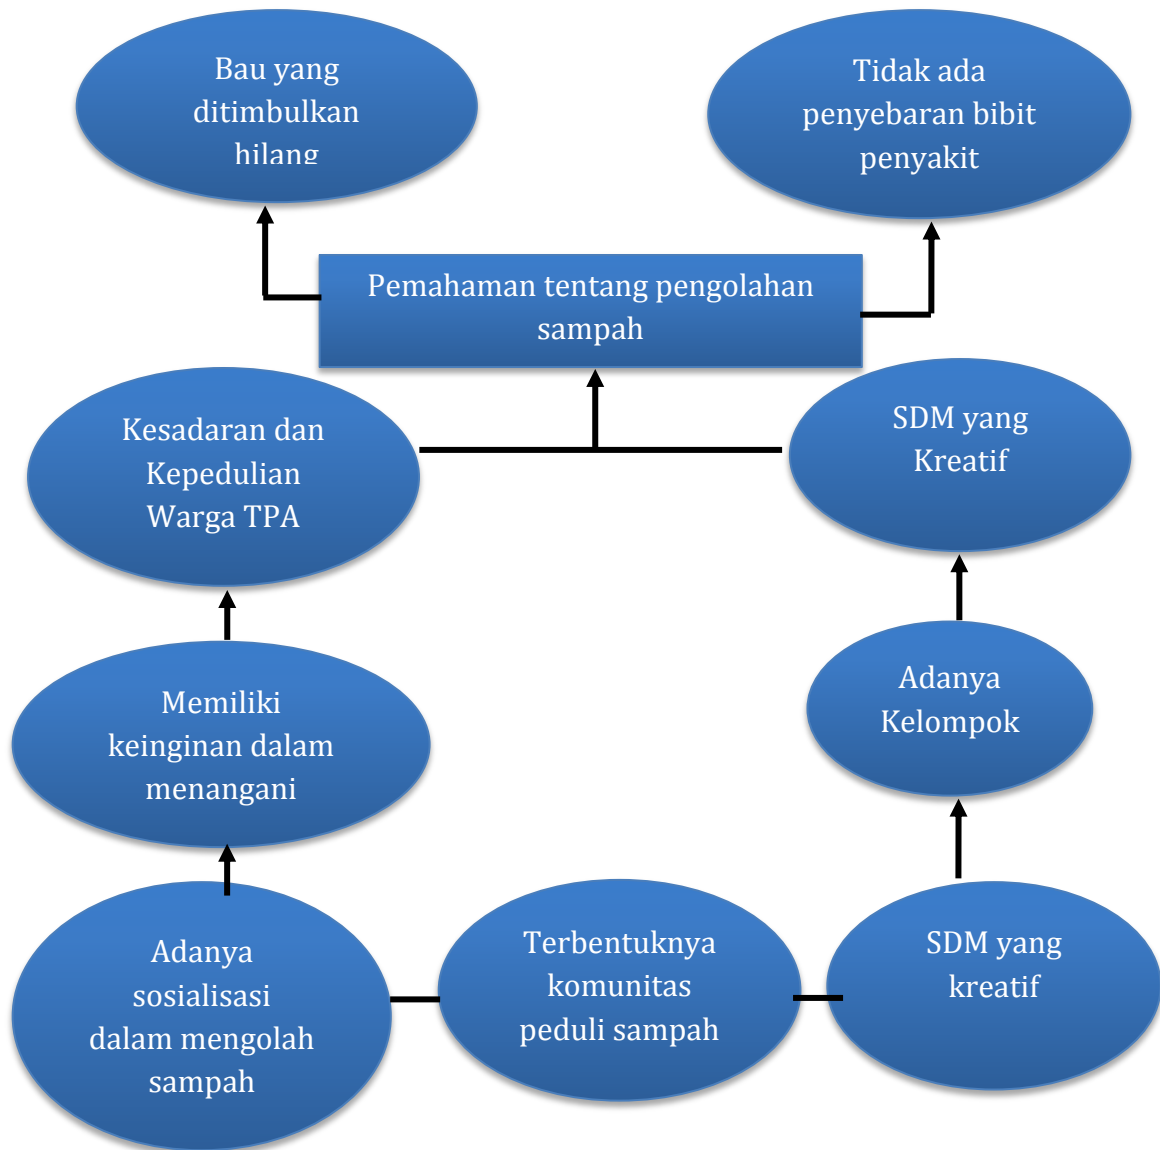 Bau yang
ditimbulkan
hilang
Tidak ada
penyebaran bibit
penyakit
Pemahaman tentang pengolahan
sampah
Kesadaran dan
Kepedulian
Warga TPA
SDM yang
Kreatif
Memiliki
keinginan dalam
menangani
Adanya
Kelompok
Adanya
sosialisasi
dalam mengolah
sampah
Terbentuknya
komunitas
peduli sampah
SDM yang
kreatif